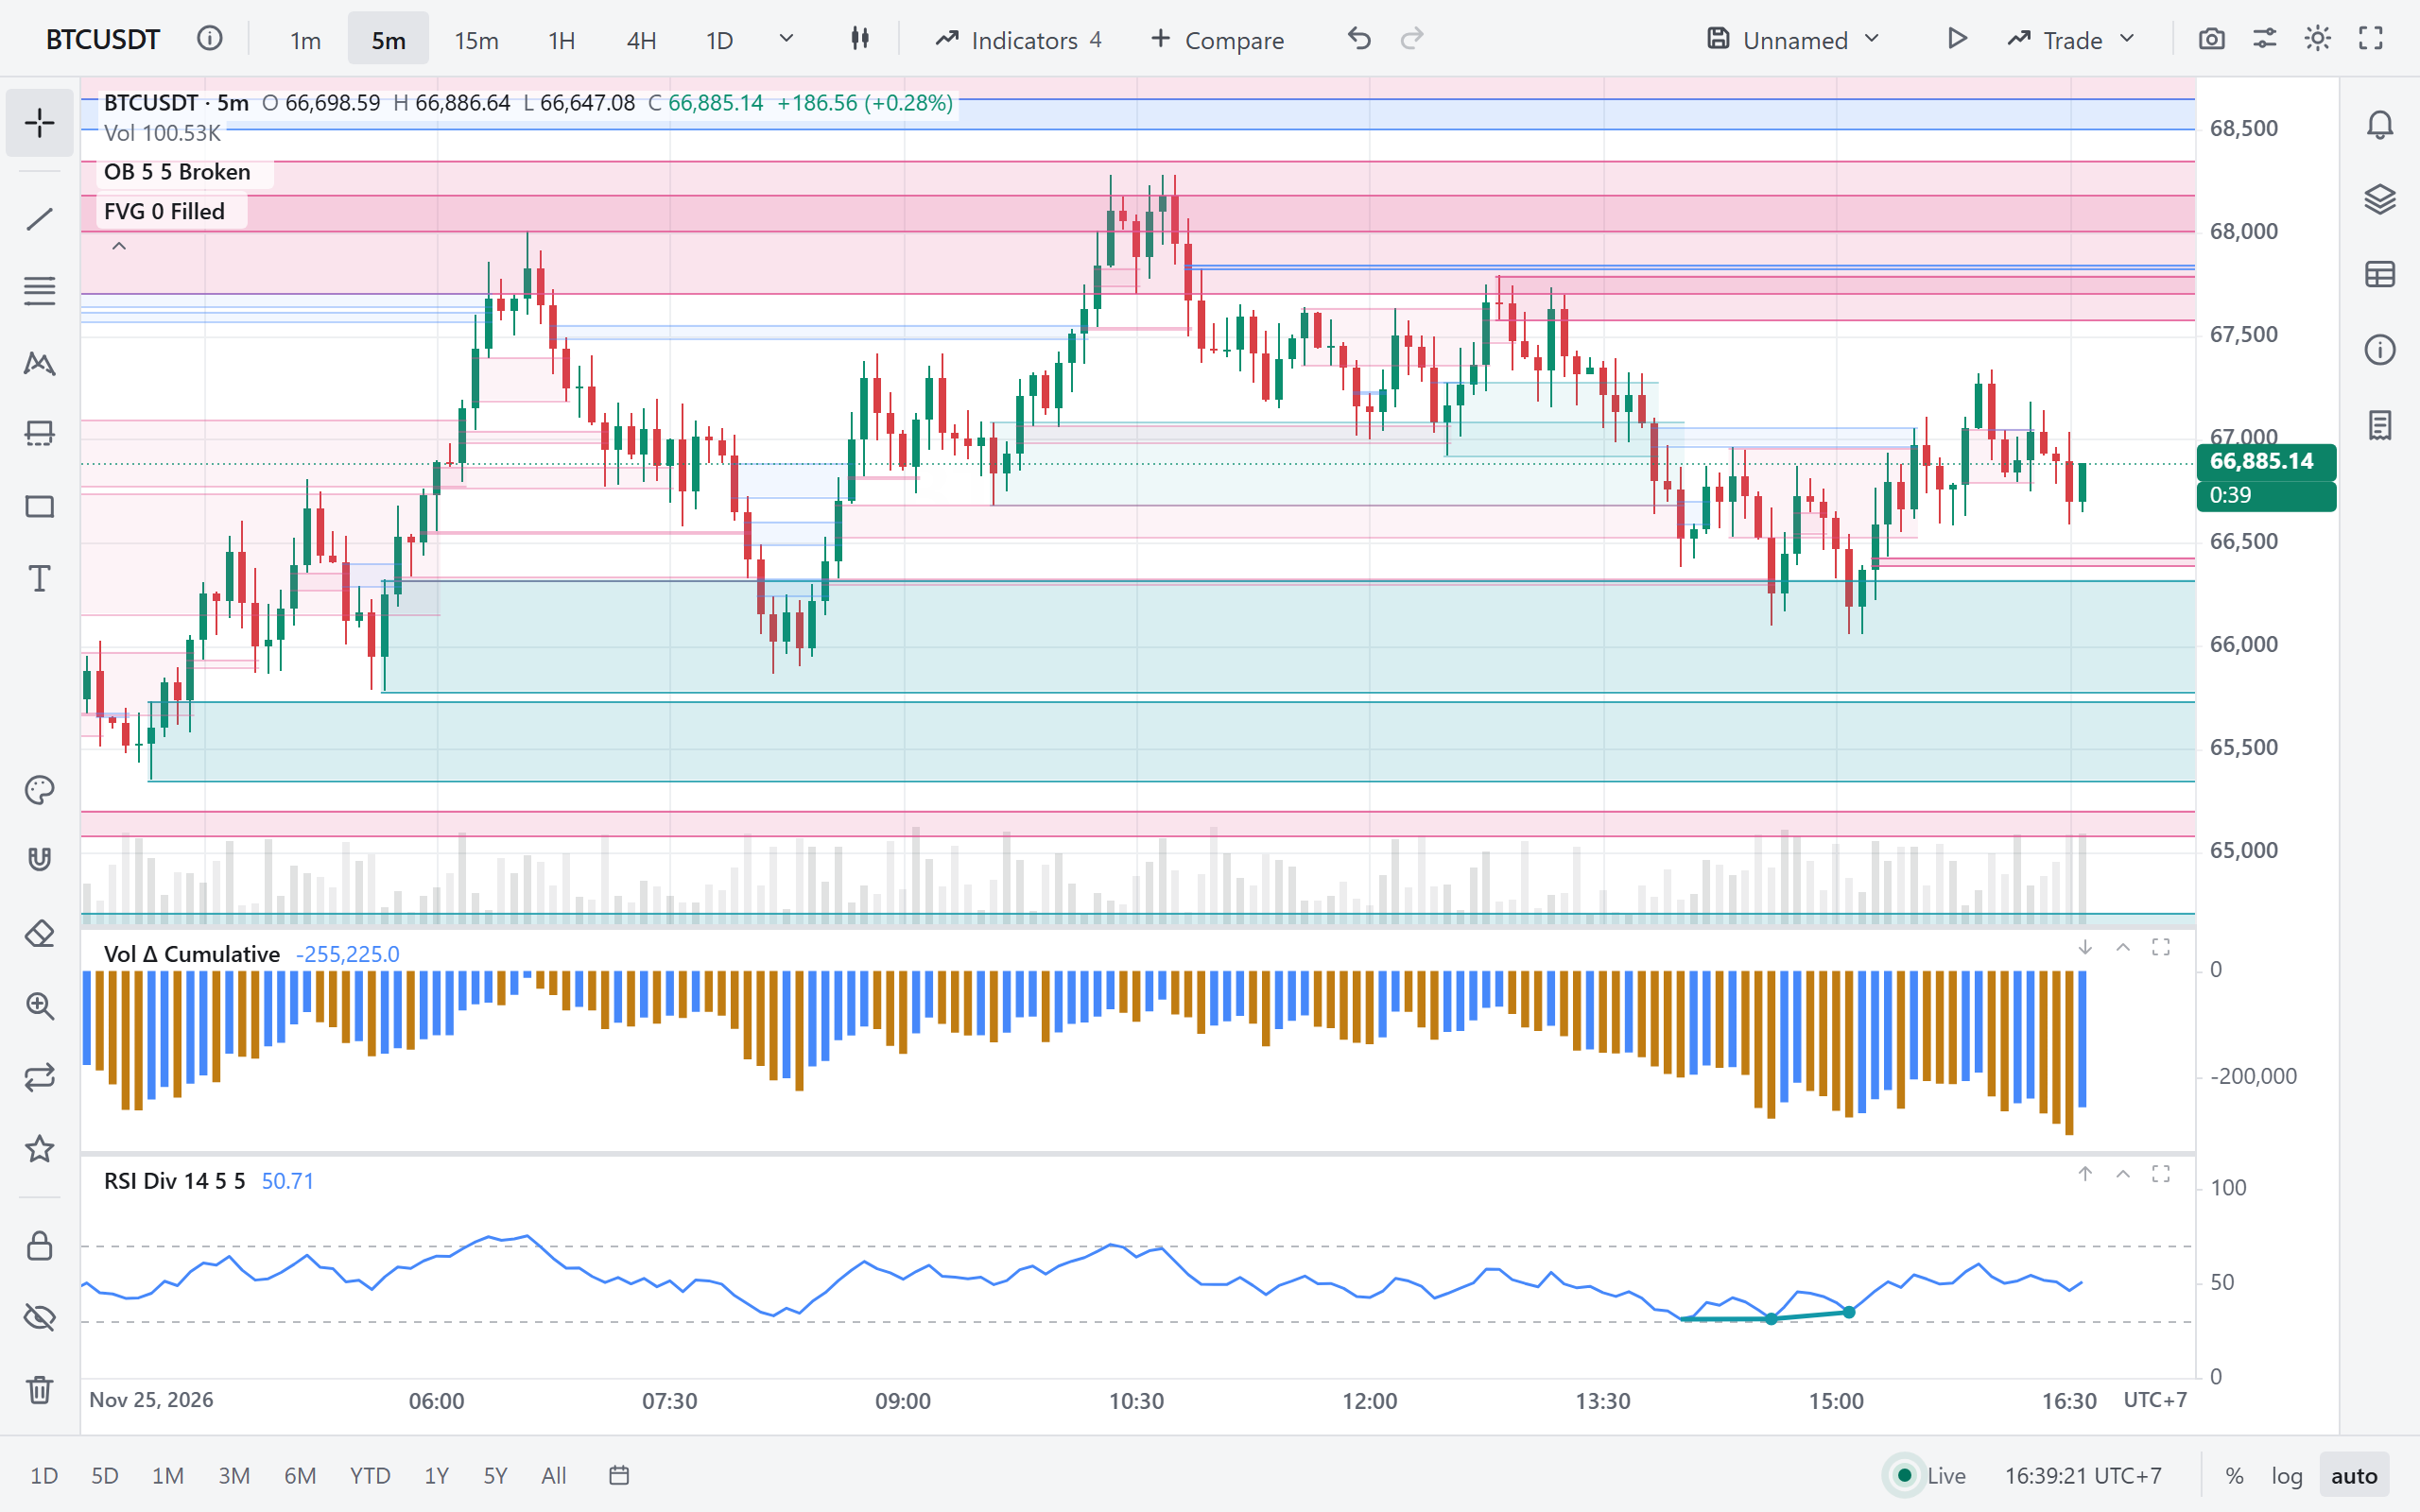 BTCUSDT 1m 5m 15m 1H 4H 1D Indicators 4 Compare Unnamed Trade
BTCUSDT · 5m O 66,698.59 H 66,886.64 L 66,647.08 C 66,885.14 +186.56 (+0.28%)
Vol 100.53K
OB 5 5 Broken
FVG 0 Filled
68,500
68,000
67,500
67,000
66,885.14
0:39
66,500
66,000
65,500
65,000
Vol Δ Cumulative -255,225.0
0
-200,000
RSI Div 14 5 5 50.71
100
50
0
Nov 25, 2026 06:00 07:30 09:00 10:30 12:00 13:30 15:00 16:30 UTC+7
1D 5D 1M 3M 6M YTD 1Y 5Y All Live 16:39:21 UTC+7 % log auto